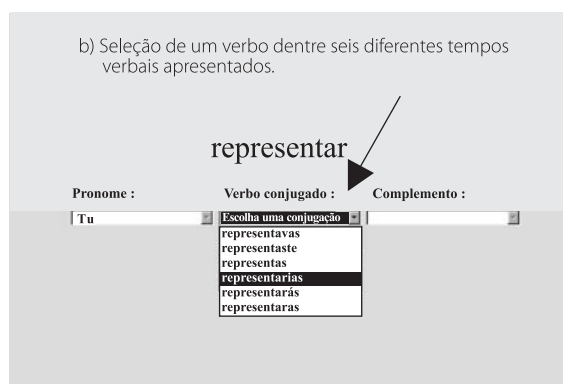 b) Seleção de um verbo dentre seis diferentes tempos
verbais apresentados.
representar
Pronome : Verbo conjugado : Complemento :
Tu Escolha uma conjugação
representavas
representaste
representas
representarias
representarás
representaras